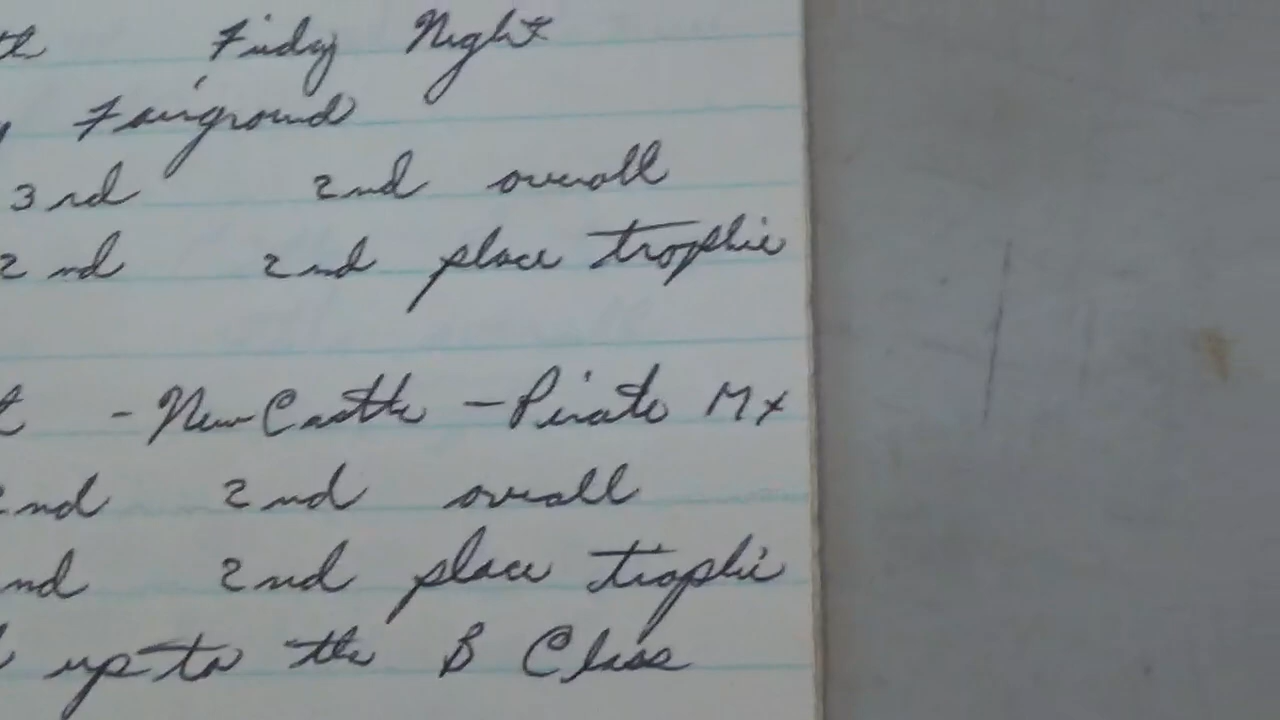 Friday Night
Fairground
3rd 2nd overall
2nd 2nd place trophie
- New Castle - Pirate Mx
2nd 2nd overall
nd 2nd place trophie
up to the B Class